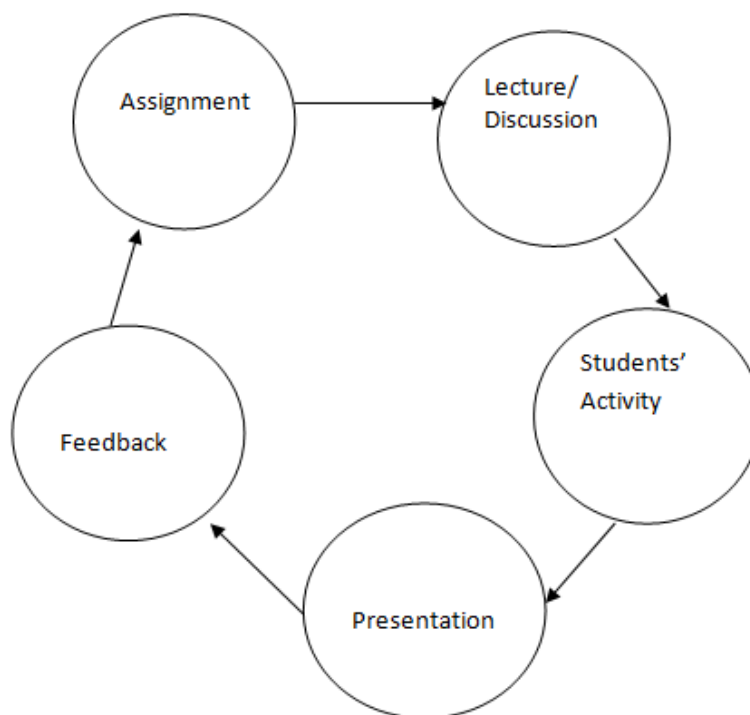 Assignment
Lecture/
Discussion
Students’
Activity
Presentation
Feedback